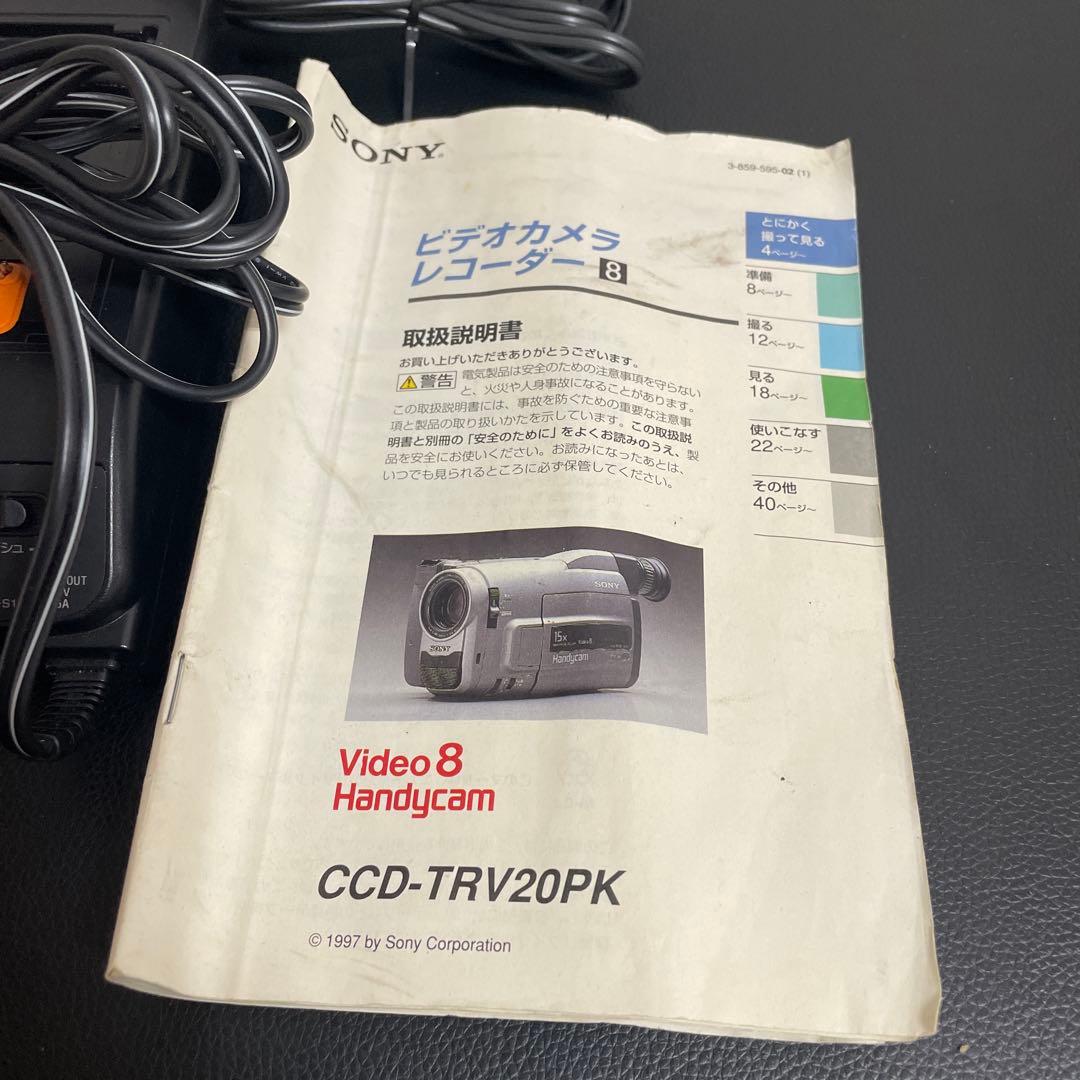 SONY
3-859-595-02 (1)
ビデオカメラ
レコーダー 8
とにかく
撮って見る
4ページ〜
準備
8ページ〜
撮る
12ページ〜
見る
18ページ〜
使いこなす
22ページ〜
その他
40ページ〜
取扱説明書
お買い上げいただきありがとうございます。
警告 電気製品は安全のための注意事項を守らない
と、火災や人身事故になることがあります。
この取扱説明書には、事故を防ぐための重要な注意事
項と製品の取り扱いかたを示しています。この取扱説
明書と別冊の「安全のために」をよくお読みのうえ、製
品を安全にお使いください。お読みになったあとは、
いつでも見られるところに必ず保管してください。
SONY
SONY
15x
Video 8
Handycam
Video 8
Handycam
CCD-TRV20PK
© 1997 by Sony Corporation
シュ
OUT